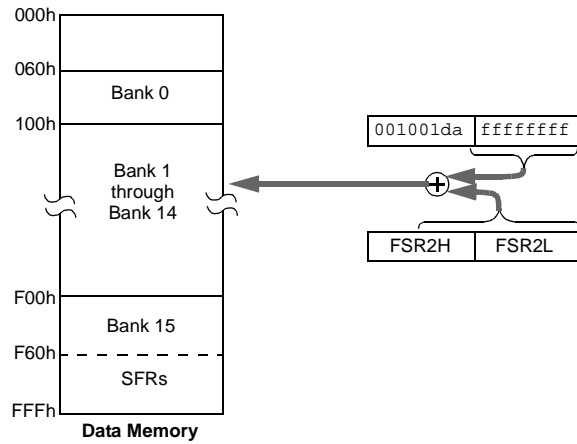 000h
060h
Bank 0
100h
001001da ffffffff
Bank 1
through
Bank 14
FSR2H FSR2L
F00h
Bank 15
F60h
SFRs
FFFh
Data Memory